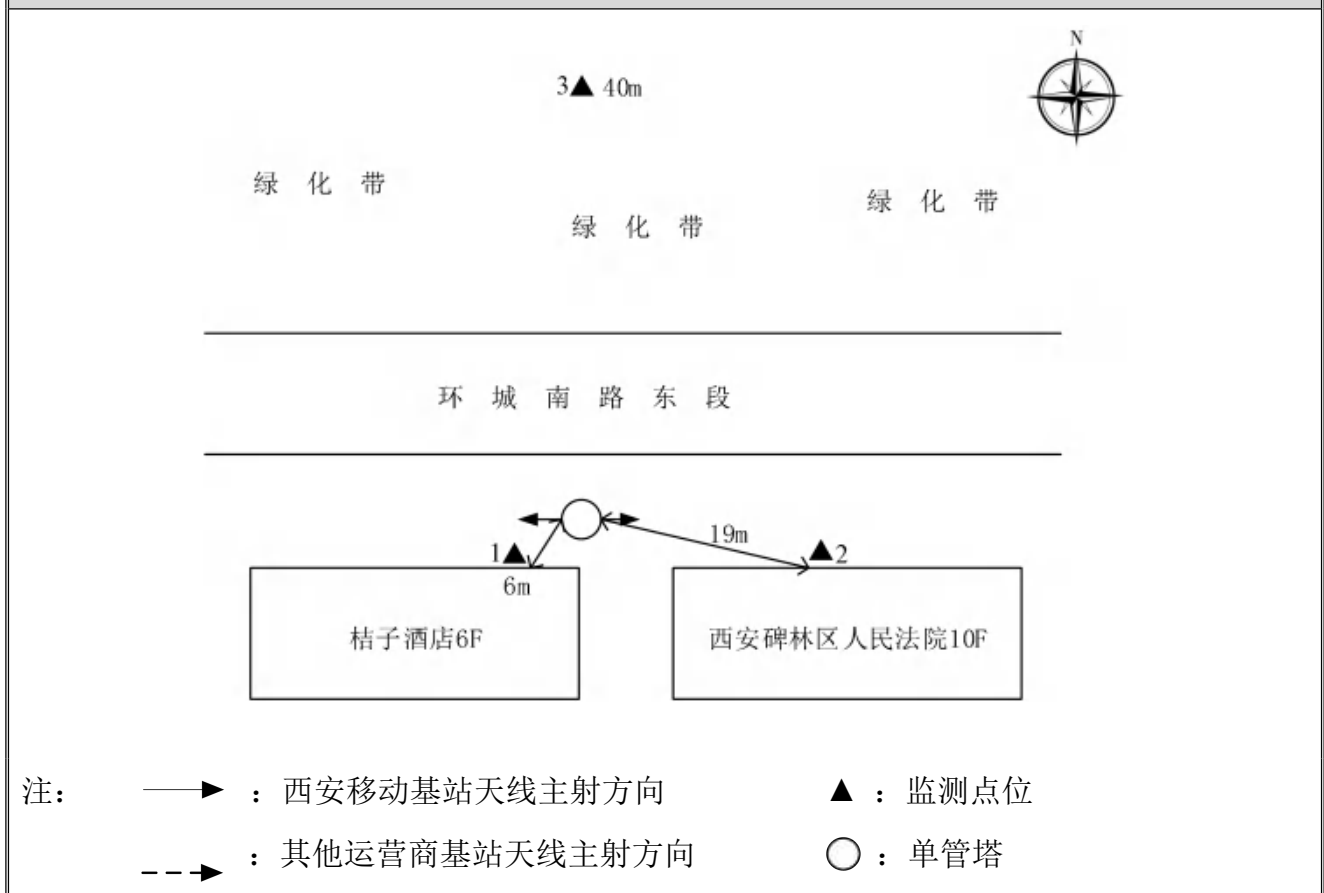 N
3▲ 40m
绿 化 带
绿 化 带
绿 化 带
环 城 南 路 东 段
19m
1▲
▲2
6m
桔子酒店6F
西安碑林区人民法院10F
注： ：西安移动基站天线主射方向 ▲ ：监测点位
：其他运营商基站天线主射方向 ○ ：单管塔